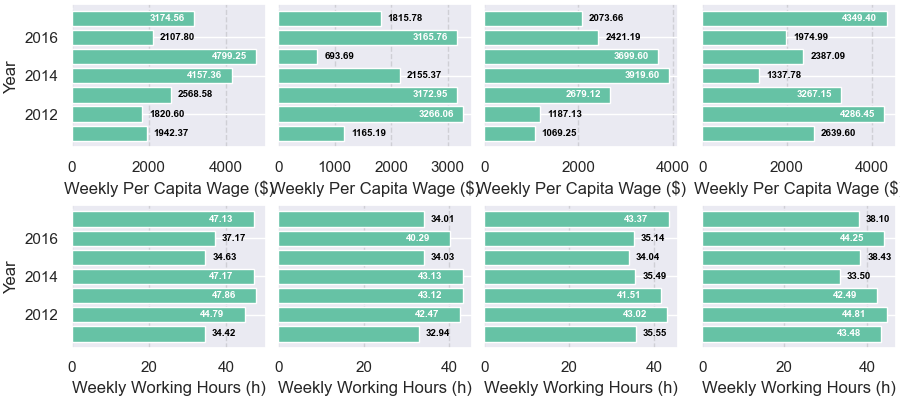 3174.56 1815.78 2073.66 4349.40
2016 2107.80 3165.76 2421.19 1974.99
4799.25 693.69 3699.60 2387.09
2014 4157.36 2155.37 3919.60 1337.78
2568.58 3172.95 2679.12 3267.15
2012 1820.60 3266.06 1187.13 4286.45
1942.37 1165.19 1069.25 2639.60
Year
0 2000 4000 0 1000 2000 3000 0 2000 4000 0 2000 4000
Weekly Per Capita Wage ($) Weekly Per Capita Wage ($) Weekly Per Capita Wage ($) Weekly Per Capita Wage ($
47.13 34.01 43.37 38.10
2016 37.17 40.29 35.14 44.25
34.63 34.03 34.04 38.43
2014 47.17 43.13 35.49 33.50
47.86 43.12 41.51 42.49
2012 44.79 42.47 43.02 44.81
34.42 32.94 35.55 43.48
Year
0 20 40 0 20 40 0 20 40 0 20 40
Weekly Working Hours (h) Weekly Working Hours (h) Weekly Working Hours (h) Weekly Working Hours (h)